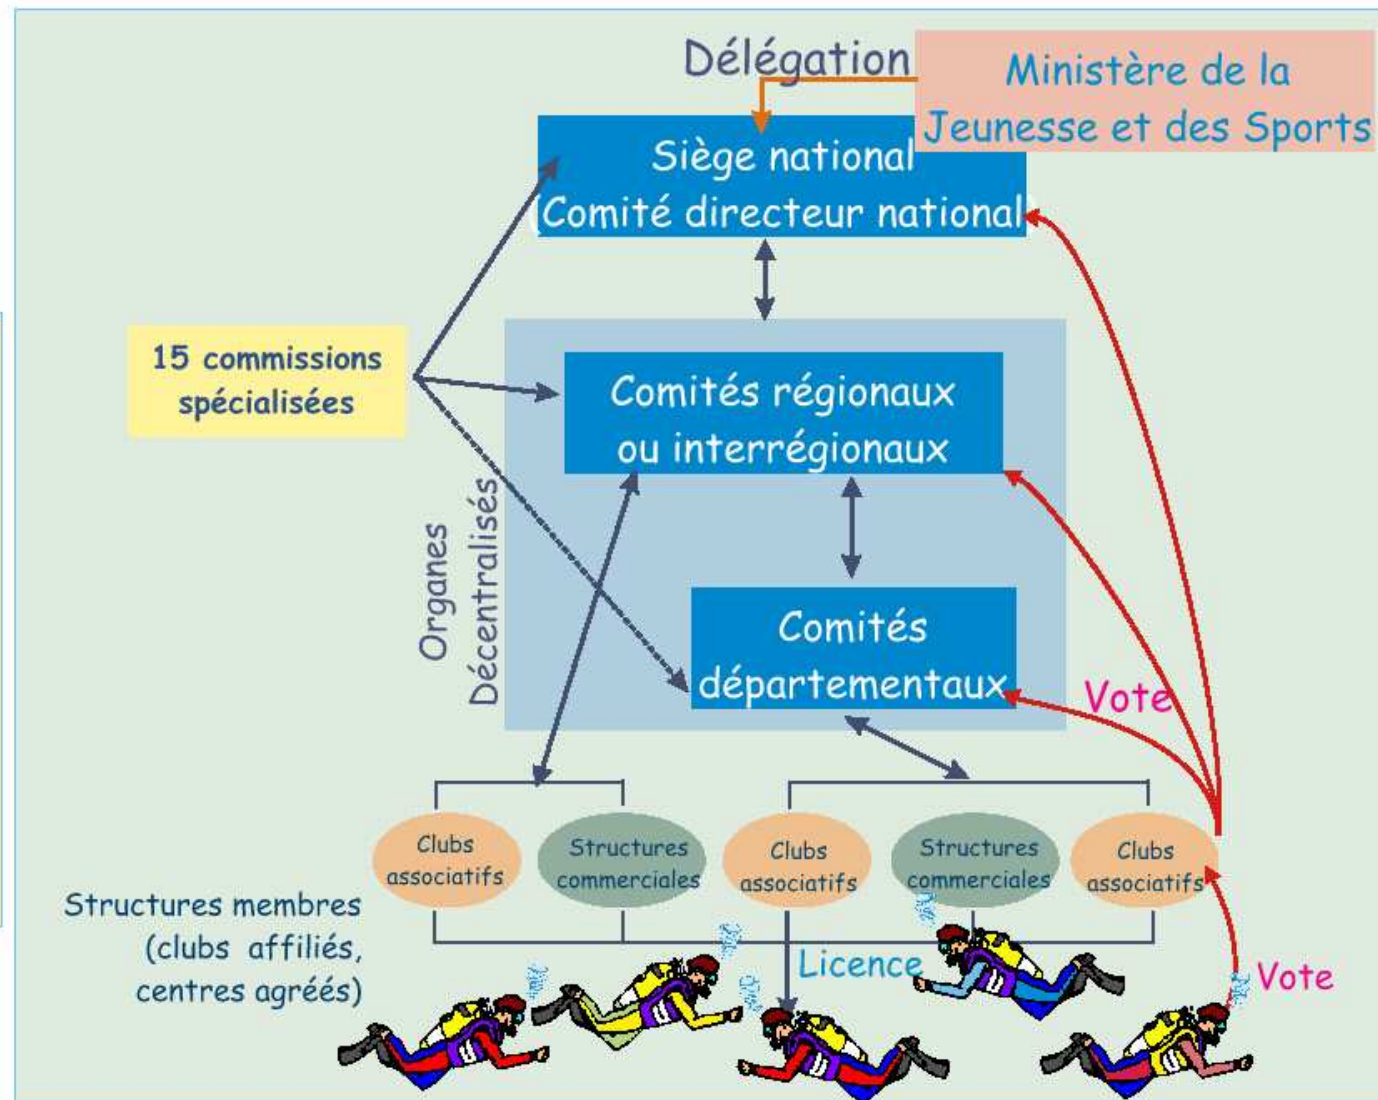 Délégation
Ministère de la
Jeunesse et des Sports
Siège national
(Comité directeur national)
15 commissions
spécialisées
Comités régionaux
ou interrégionaux
Organes
Décentralisés
Comités
départementaux
Vote
Clubs
associatifs
Structures
commerciales
Clubs
associatifs
Structures
commerciales
Clubs
associatifs
Structures membres
(clubs affiliés,
centres agréés)
Licence
Vote